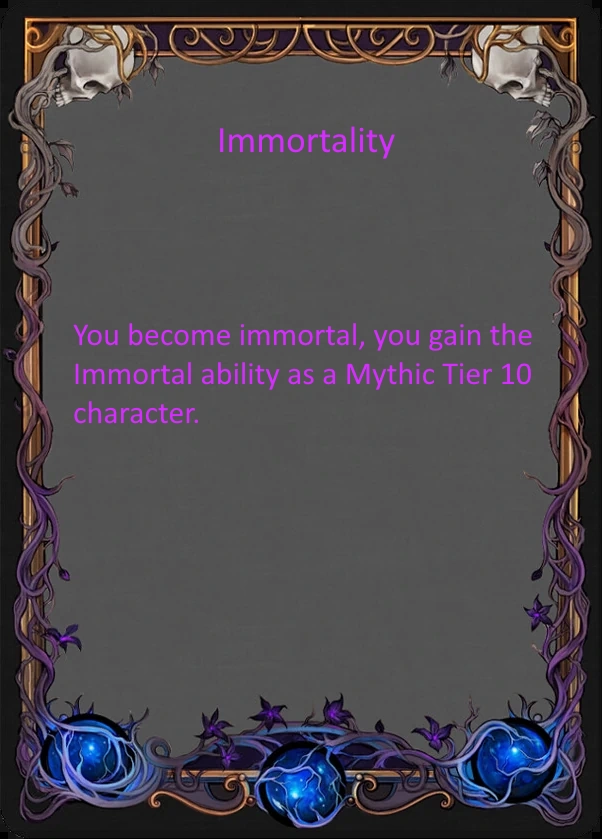 Immortality
You become immortal, you gain the
Immortal ability as a Mythic Tier 10
character.